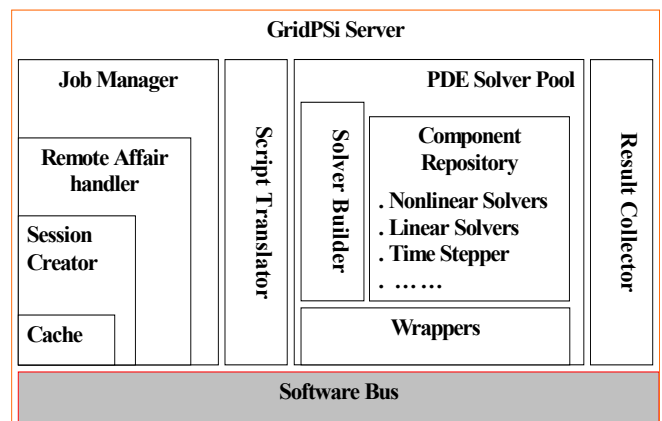 GridPSi Server
Job Manager
Remote Affair
handler
Session
Creator
Cache
Script Translator
PDE Solver Pool
Solver Builder
Component
Repository
. Nonlinear Solvers
. Linear Solvers
. Time Stepper
. ... ...
Wrappers
Result Collector
Software Bus